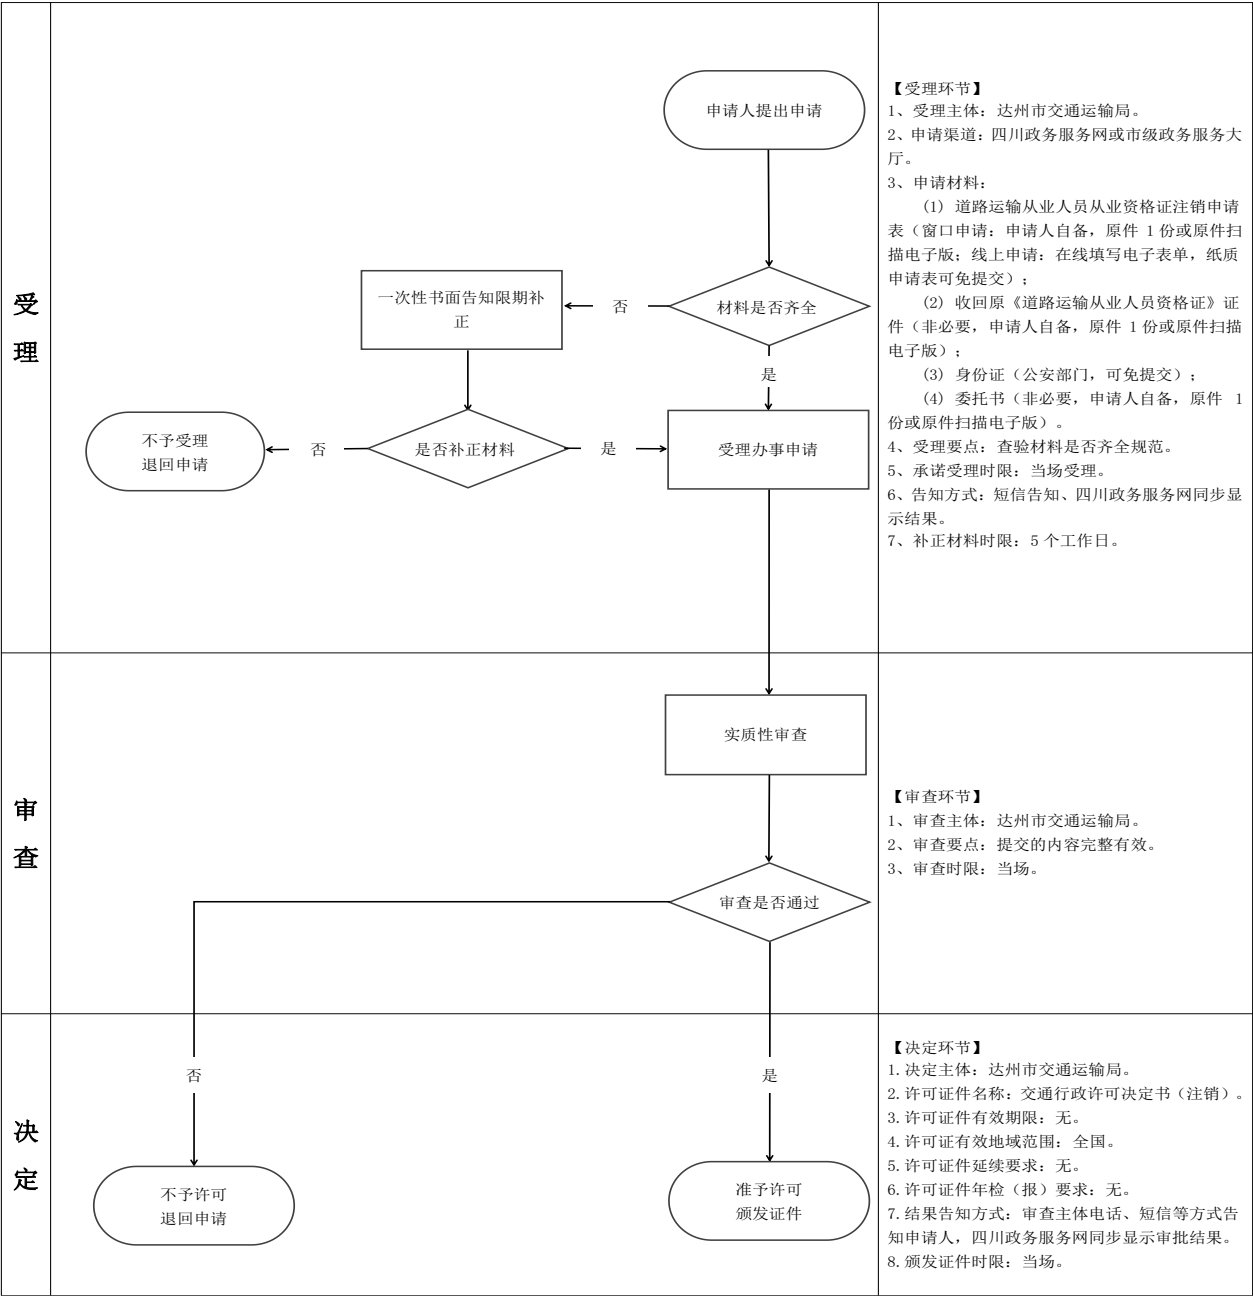 受
理
申请人提出申请
材料是否齐全
否
一次性书面告知限期补
正
是
是否补正材料
否
是
不予受理
退回申请
受理办事申请
【受理环节】
1、受理主体：达州市交通运输局。
2、申请渠道：四川政务服务网或市级政务服务大
厅。
3、申请材料：
(1) 道路运输从业人员从业资格证注销申请
表（窗口申请：申请人自备，原件 1 份或原件扫
描电子版；线上申请：在线填写电子表单，纸质
申请表可免提交）；
(2) 收回原《道路运输从业人员资格证》证
件（非必要，申请人自备，原件 1 份或原件扫描
电子版）；
(3) 身份证（公安部门，可免提交）；
(4) 委托书（非必要，申请人自备，原件 1
份或原件扫描电子版）。
4、受理要点：查验材料是否齐全规范。
5、承诺受理时限：当场受理。
6、告知方式：短信告知、四川政务服务网同步显
示结果。
7、补正材料时限：5 个工作日。
审
查
实质性审查
审查是否通过
【审查环节】
1、审查主体：达州市交通运输局。
2、审查要点：提交的内容完整有效。
3、审查时限：当场。
决
定
否
是
不予许可
退回申请
准予许可
颁发证件
【决定环节】
1.决定主体：达州市交通运输局。
2.许可证件名称：交通行政许可决定书（注销）。
3.许可证件有效期限：无。
4.许可证有效地域范围：全国。
5.许可证件延续要求：无。
6.许可证件年检（报）要求：无。
7.结果告知方式：审查主体电话、短信等方式告
知申请人，四川政务服务网同步显示审批结果。
8.颁发证件时限：当场。